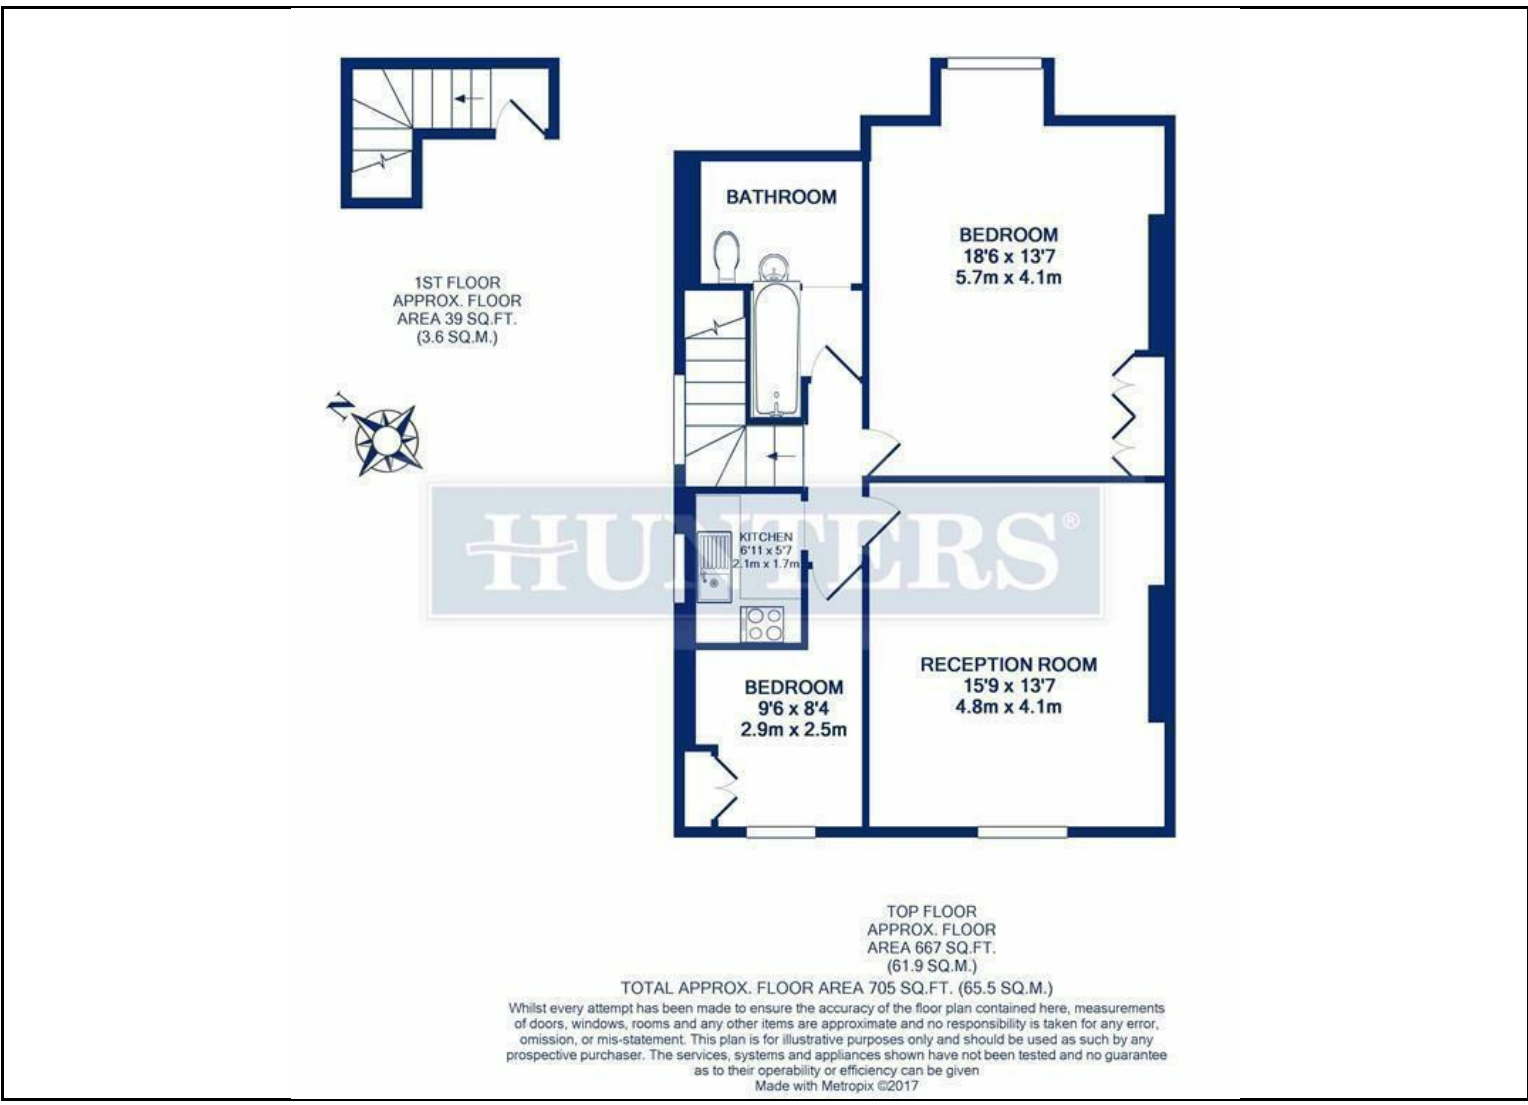 BATHROOM
BEDROOM
18'6 x 13'7
5.7m x 4.1m
1ST FLOOR
APPROX. FLOOR
AREA 39 SQ.FT.
(3.6 SQ.M.)
N
HUNTERS®
KITCHEN
6'11 x 5'7
2.1m x 1.7m
RECEPTION ROOM
15'9 x 13'7
4.8m x 4.1m
BEDROOM
9'6 x 8'4
2.9m x 2.5m
TOP FLOOR
APPROX. FLOOR
AREA 667 SQ.FT.
(61.9 SQ.M.)
TOTAL APPROX. FLOOR AREA 705 SQ.FT. (65.5 SQ.M.)
Whilst every attempt has been made to ensure the accuracy of the floor plan contained here, measurements
of doors, windows, rooms and any other items are approximate and no responsibility is taken for any error,
omission, or mis-statement. This plan is for illustrative purposes only and should be used as such by any
prospective purchaser. The services, systems and appliances shown have not been tested and no guarantee
as to their operability or efficiency can be given
Made with Metropix ©2017